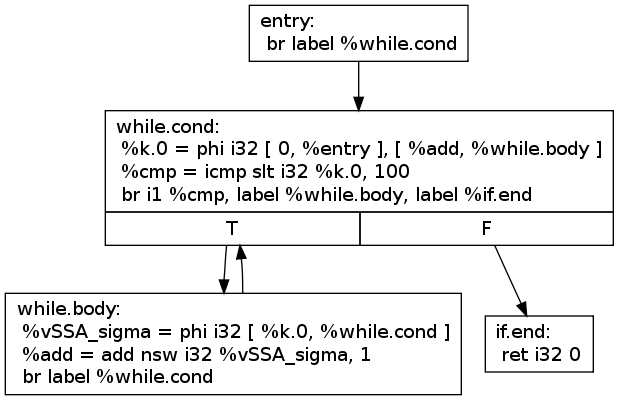 entry:
br label %while.cond
while.cond:
%k.0 = phi i32 [ 0, %entry ], [ %add, %while.body ]
%cmp = icmp slt i32 %k.0, 100
br i1 %cmp, label %while.body, label %if.end
T
F
while.body:
%vSSA_sigma = phi i32 [ %k.0, %while.cond ]
%add = add nsw i32 %vSSA_sigma, 1
br label %while.cond
if.end:
ret i32 0